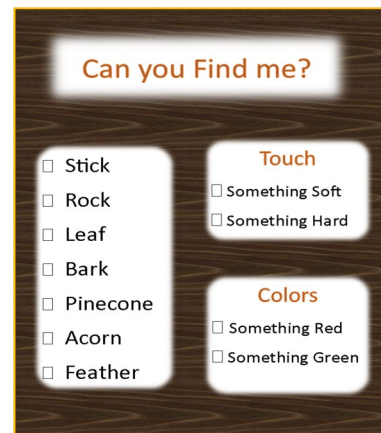 Can you Find me?
☐ Stick
☐ Rock
☐ Leaf
☐ Bark
☐ Pinecone
☐ Acorn
☐ Feather
Touch
☐ Something Soft
☐ Something Hard
Colors
☐ Something Red
☐ Something Green